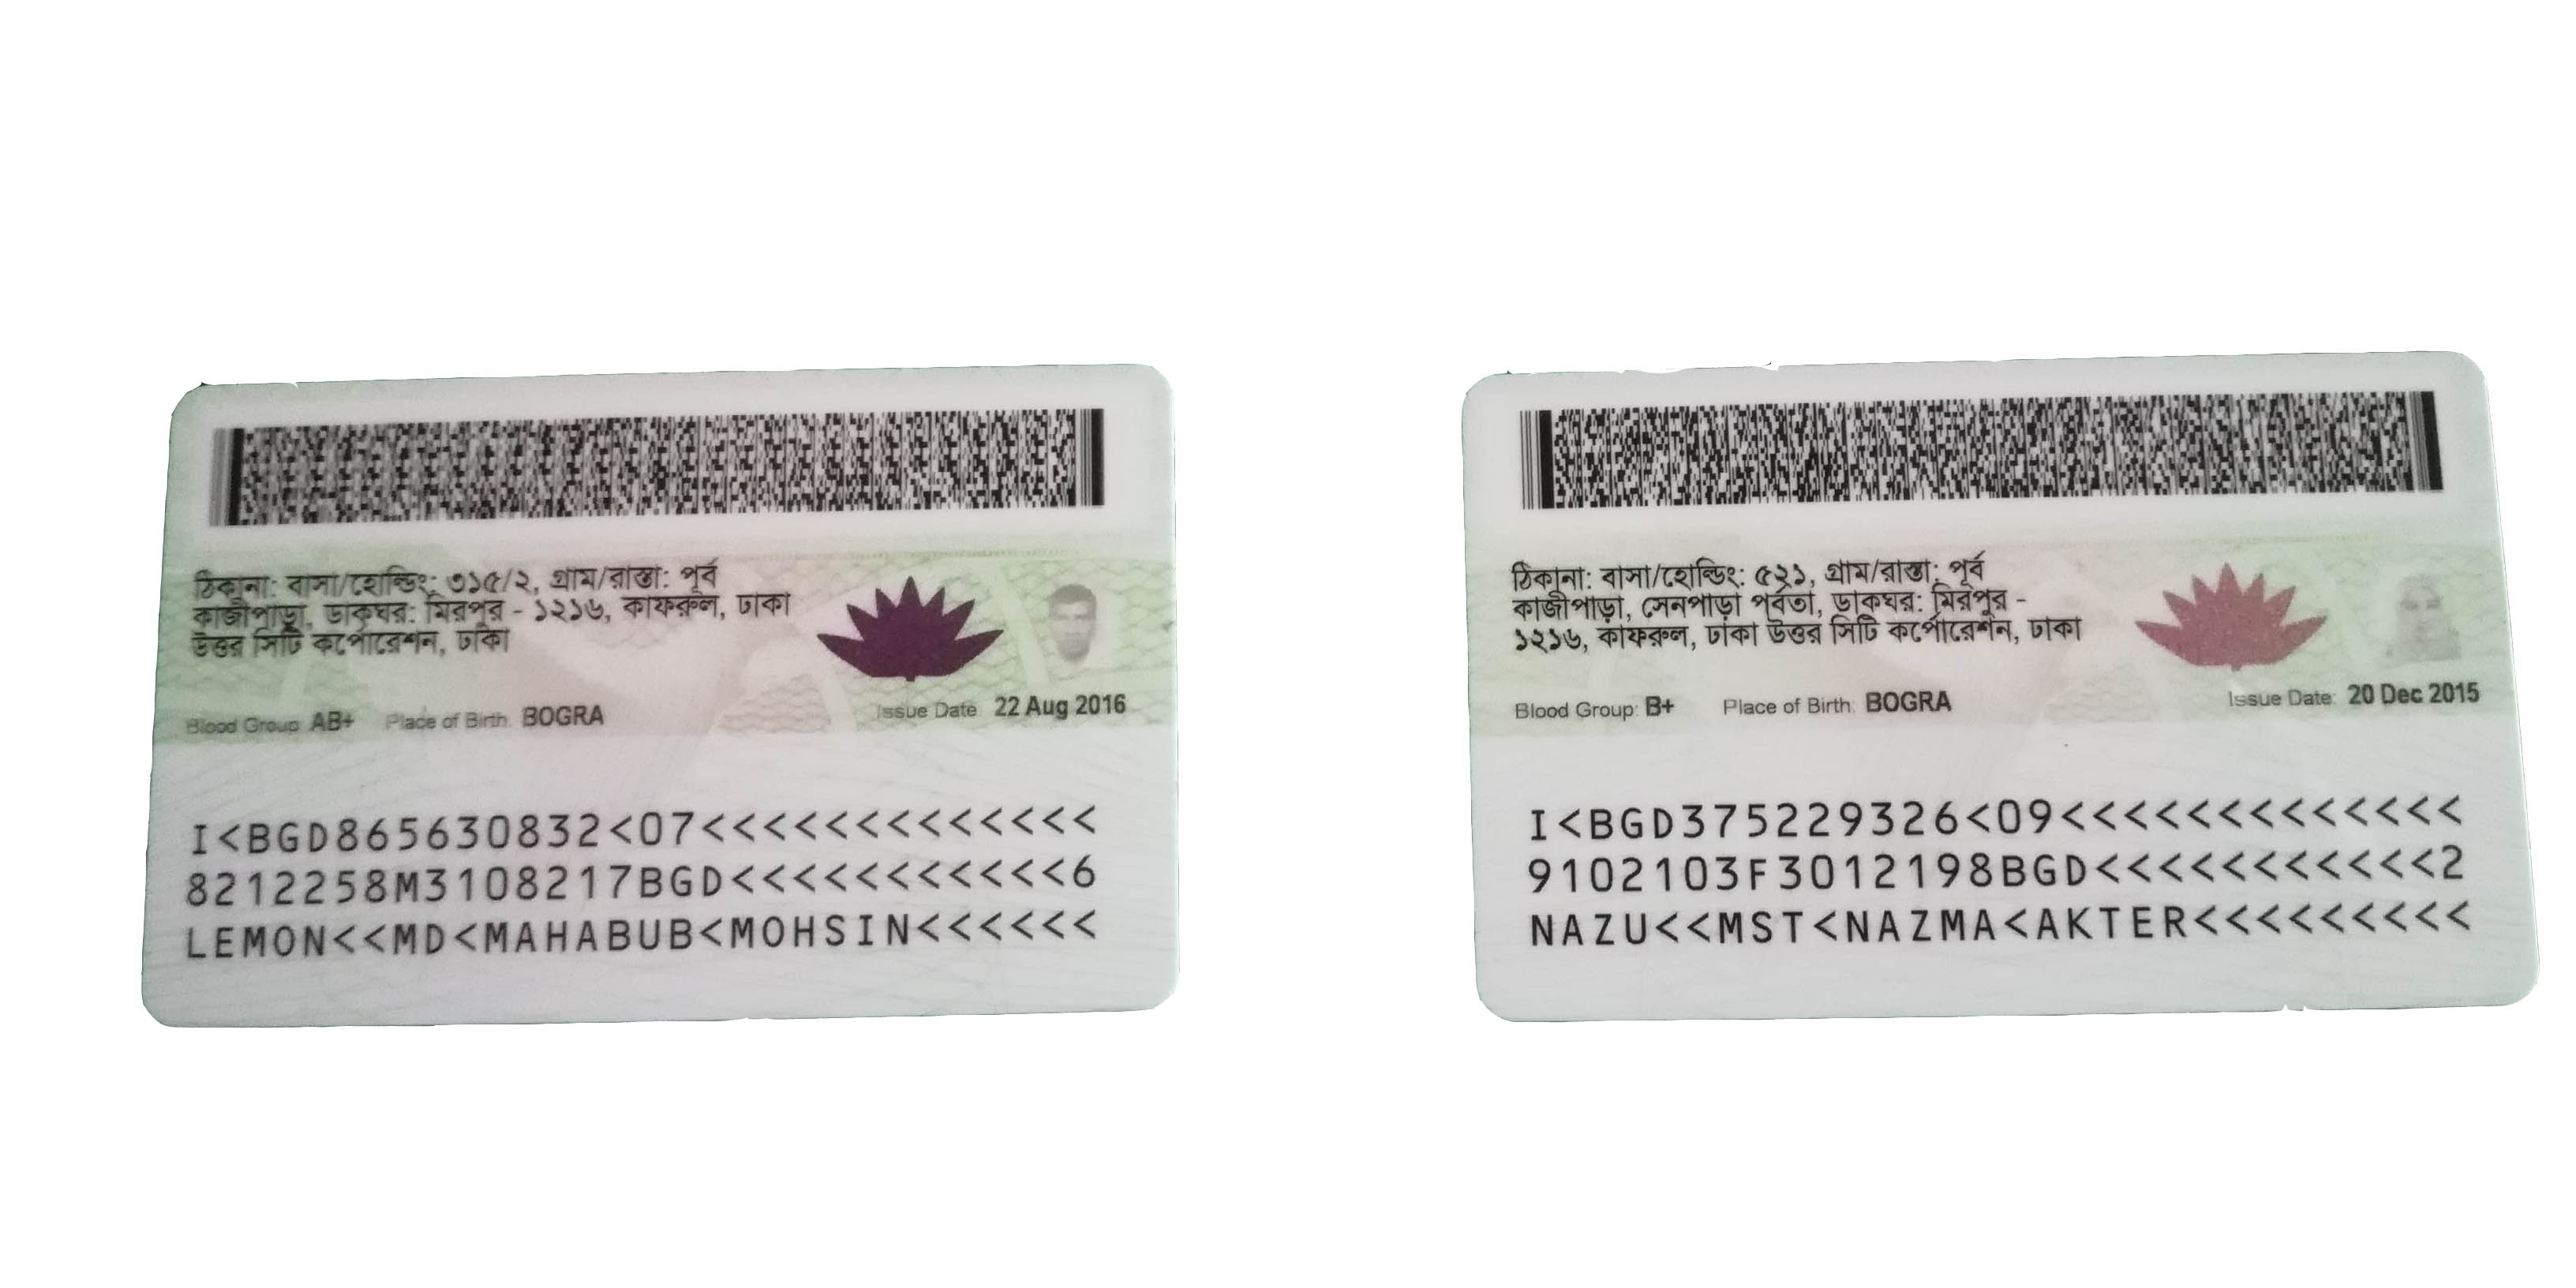 ঠিকানা: বাসা/হোল্ডিং: ৩১৫/২, গ্রাম/রাস্তা: পূর্ব
কাজীপাড়া, ডাকঘর: মিরপুর - ১২১৬, কাফরুল, ঢাকা
উত্তর সিটি কর্পোরেশন, ঢাকা
Blood Group: AB+ Place of Birth: BOGRA Issue Date: 22 Aug 2016
I<BGD865630832<07<<<<<<<<<<<<<
8212258M3108217BGD<<<<<<<<<<<6
LEMON<<MD<MAHABUB<MOHSIN<<<<<<
ঠিকানা: বাসা/হোল্ডিং: ৫২১, গ্রাম/রাস্তা: পূর্ব
কাজীপাড়া, সেনপাড়া পর্বতা, ডাকঘর: মিরপুর -
১২১৬, কাফরুল, ঢাকা উত্তর সিটি কর্পোরেশন, ঢাকা
Blood Group: B+ Place of Birth: BOGRA Issue Date: 20 Dec 2015
I<BGD375229326<09<<<<<<<<<<<<<
9102103F3012198BGD<<<<<<<<<<<2
NAZU<<MST<NAZMA<AKTER<<<<<<<<<